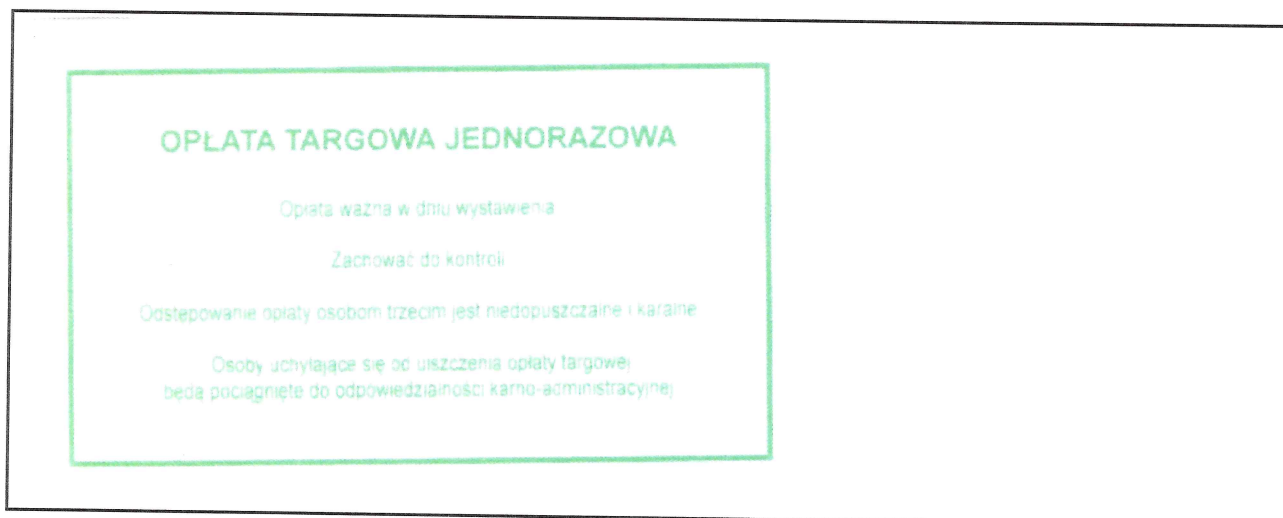 OPŁATA TARGOWA JEDNORAZOWA
Opłata ważna w dniu wystawienia
Zachować do kontroli
Odstępowanie opłaty osobom trzecim jest niedopuszczalne i karalne
Osoby uchylające się od uiszczenia opłaty targowej
będą pociągnięte do odpowiedzialności karno-administracyjnej